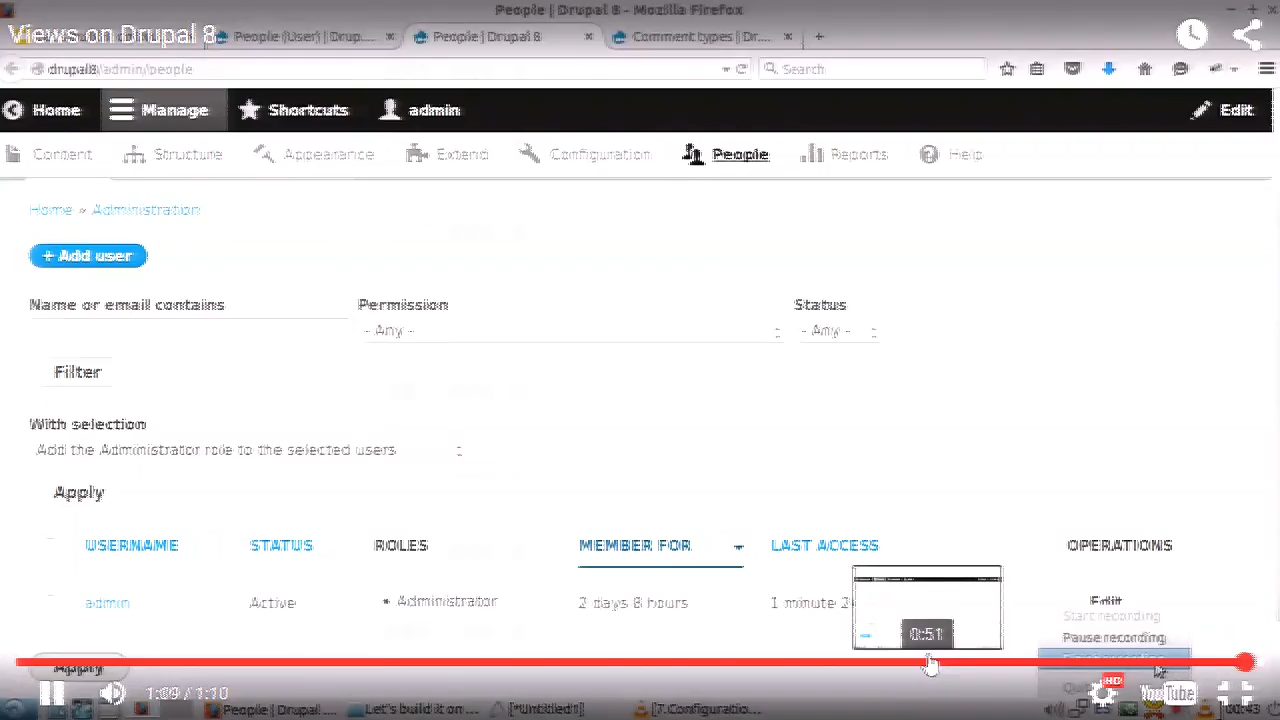 People | Drupal 8 - Mozilla Firefox
Views on Drupal 8
People (User) | Drup... People | Drupal 8 Comment types | Dr...
drupal8/admin/people Search
Home Manage Shortcuts admin Edit
Content Structure Appearance Extend Configuration People Reports Help
Home » Administration
+ Add user
Name or email contains Permission Status
- Any - - Any -
Filter
With selection
Add the Administrator role to the selected users
Apply
USERNAME STATUS ROLES MEMBER FOR LAST ACCESS OPERATIONS
admin Active • Administrator 2 days 8 hours 1 minute 2 Edit
Start recording
0:51 Pause recording
Apply
1:09 / 1:10 HD YouTube
People | Drupal ... Let's build it on... ["Untitled1] [7.Configuratio... ES 00:43